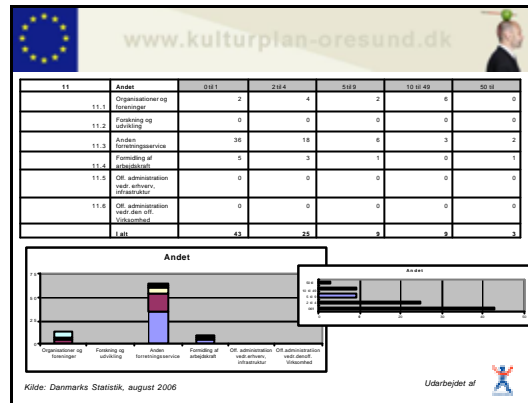 www.kulturplan-oresund.dk
11 Andet 0 til 1 2 til 4 5 til 9 10 til 49 50 til
11.1 Organisationer og foreninger 2 4 2 6 0
11.2 Forskning og udvikling 0 0 0 0 0
11.3 Anden forretningsservice 36 18 6 3 2
11.4 Formidling af arbejdskraft 5 3 1 0 1
11.5 Off. administration vedr. erhverv, infrastruktur 0 0 0 0 0
11.6 Off. administration vedr.den off. Virksomhed 0 0 0 0 0
I alt 43 25 9 9 3
Andet
75
50
25
0
Organisationer og foreninger
Forskning og udvikling
Anden forretningsservice
Formidling af arbejdskraft
Off. administration vedr.erhverv, infrastruktur
Off.administration vedr.denoff. Virksomhed
Andet
Kilde: Danmarks Statistik, august 2006
Udarbejdet af